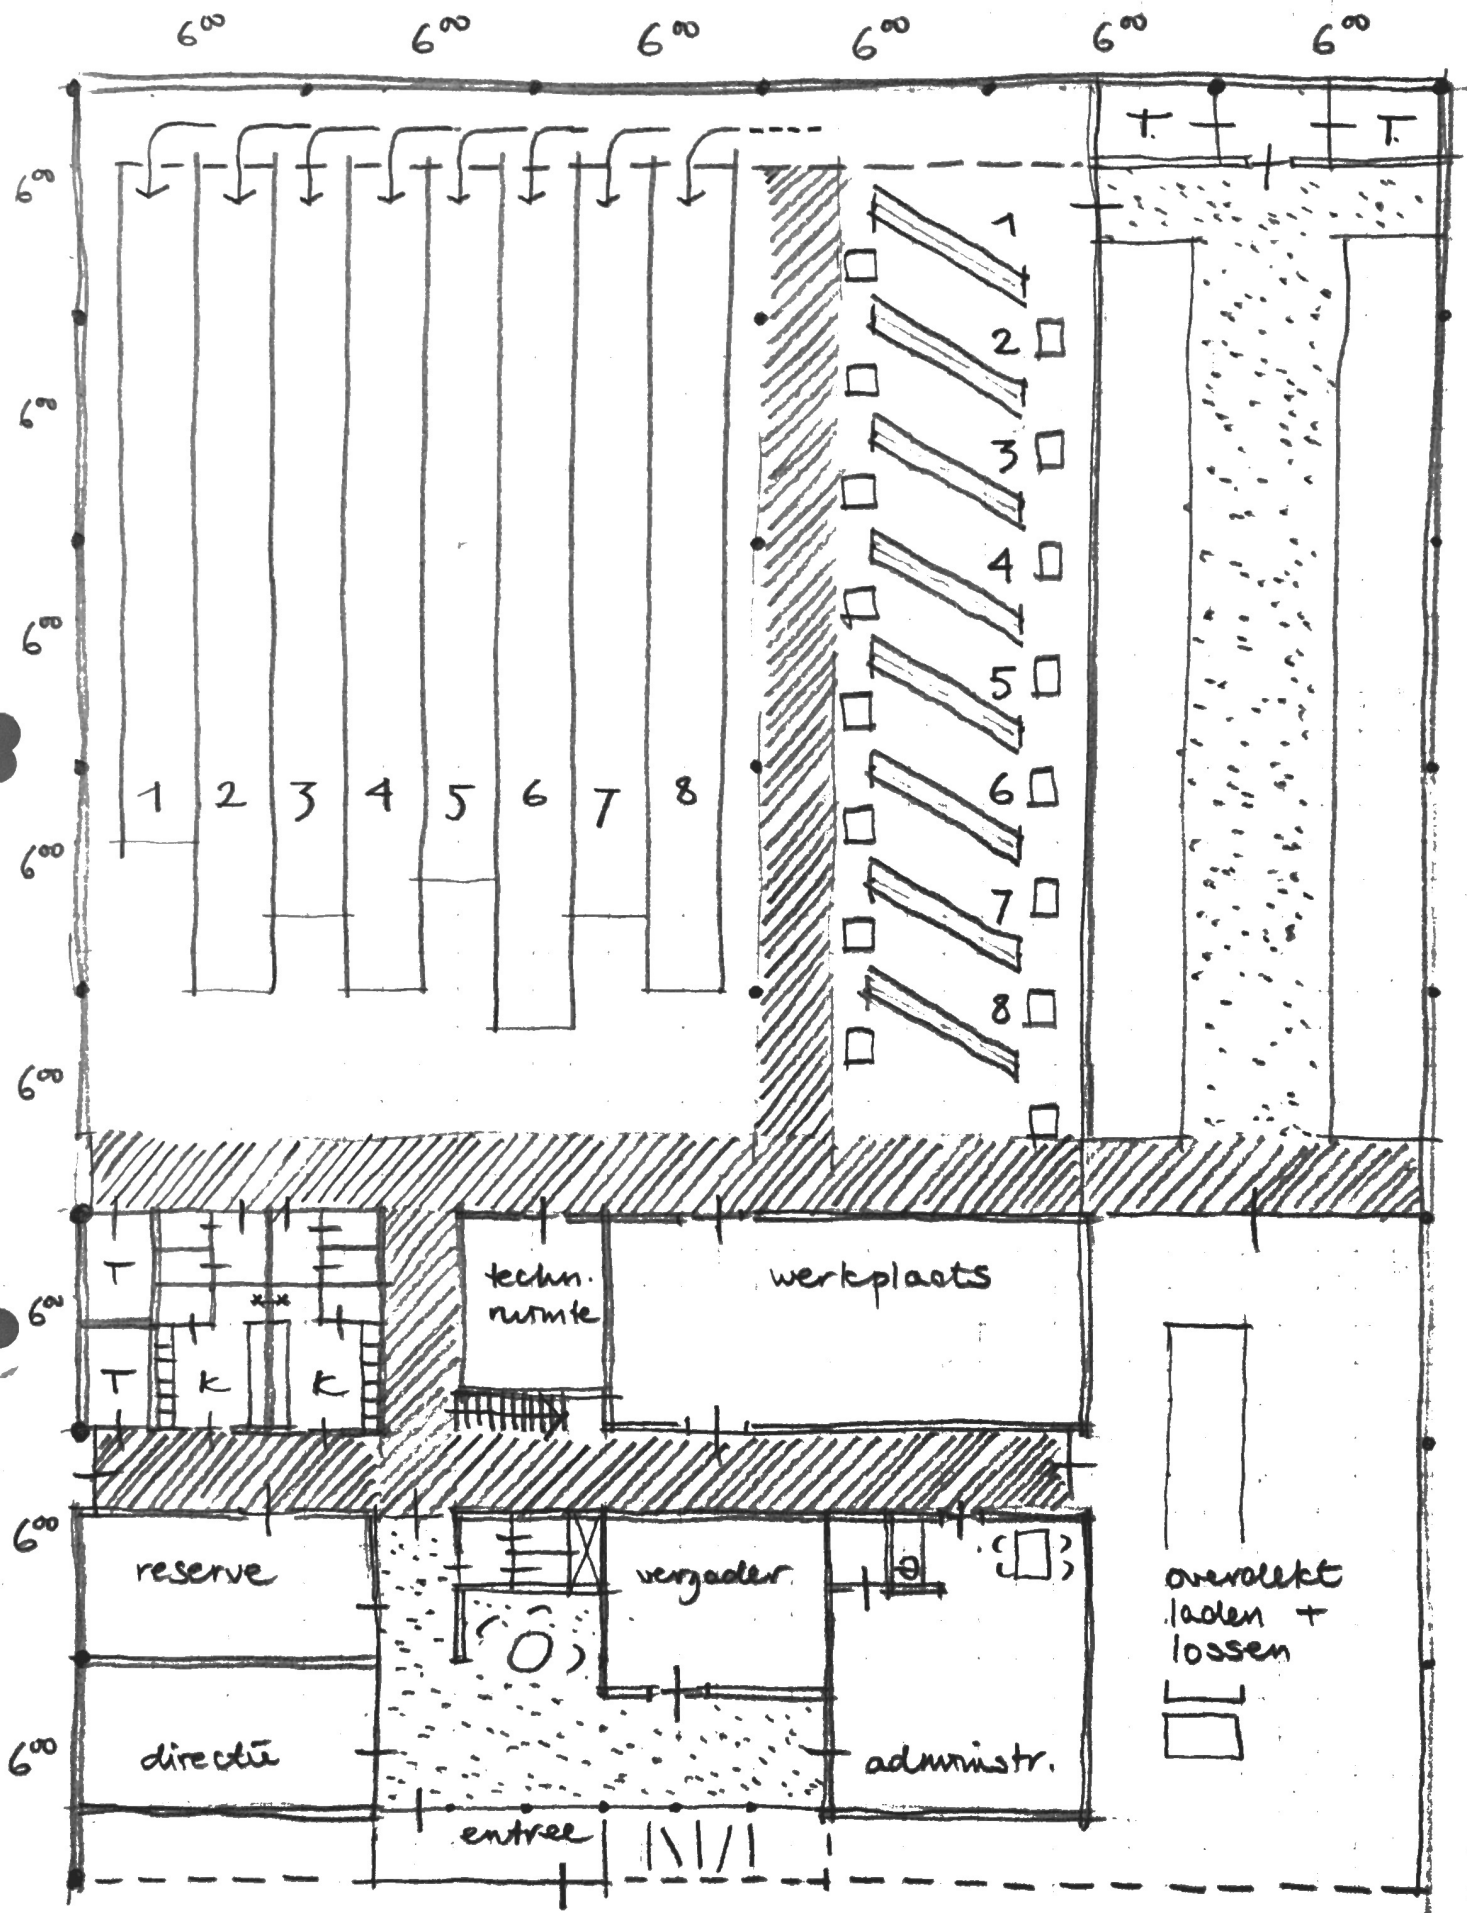 6⁰⁰ 6⁰⁰ 6⁰⁰ 6⁰⁰ 6⁰⁰ 6⁰⁰
T. T.
6⁰⁰
1
2
6⁰⁰
3
4
6⁰⁰
5
1 2 3 4 5 6 7 8
6
6⁰⁰
7
8
6⁰⁰
T
techn.
ruimte
werkplaats
6⁰⁰
T K K
6⁰⁰
reserve
vergader
overdekt
laden +
lossen
6⁰⁰
directie
administr.
entree